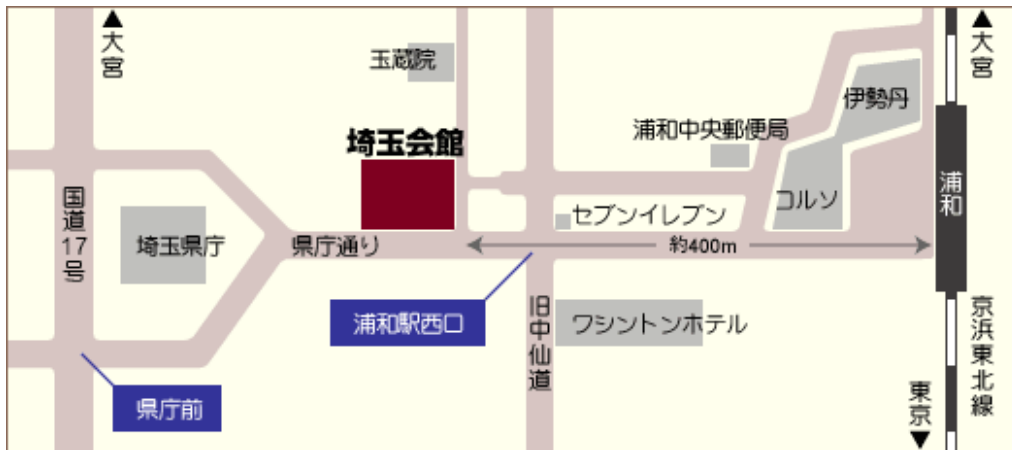 ▲大宮
▲大宮
玉蔵院
伊勢丹
浦和中央郵便局
埼玉会館
浦和
国道17号
コルソ
セブンイレブン
埼玉県庁
県庁通り
約400m
浦和駅西口
旧中仙道
ワシントンホテル
京浜東北線
県庁前
東京▼